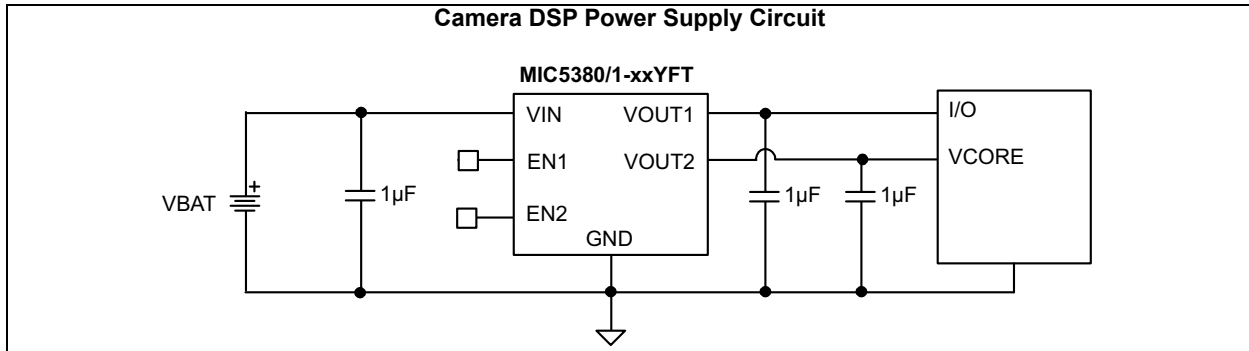 Camera DSP Power Supply Circuit
MIC5380/1-xxYFT
VIN
VOUT1
I/O
EN1
VOUT2
VCORE
VBAT
+
1µF
EN2
1µF
1µF
GND